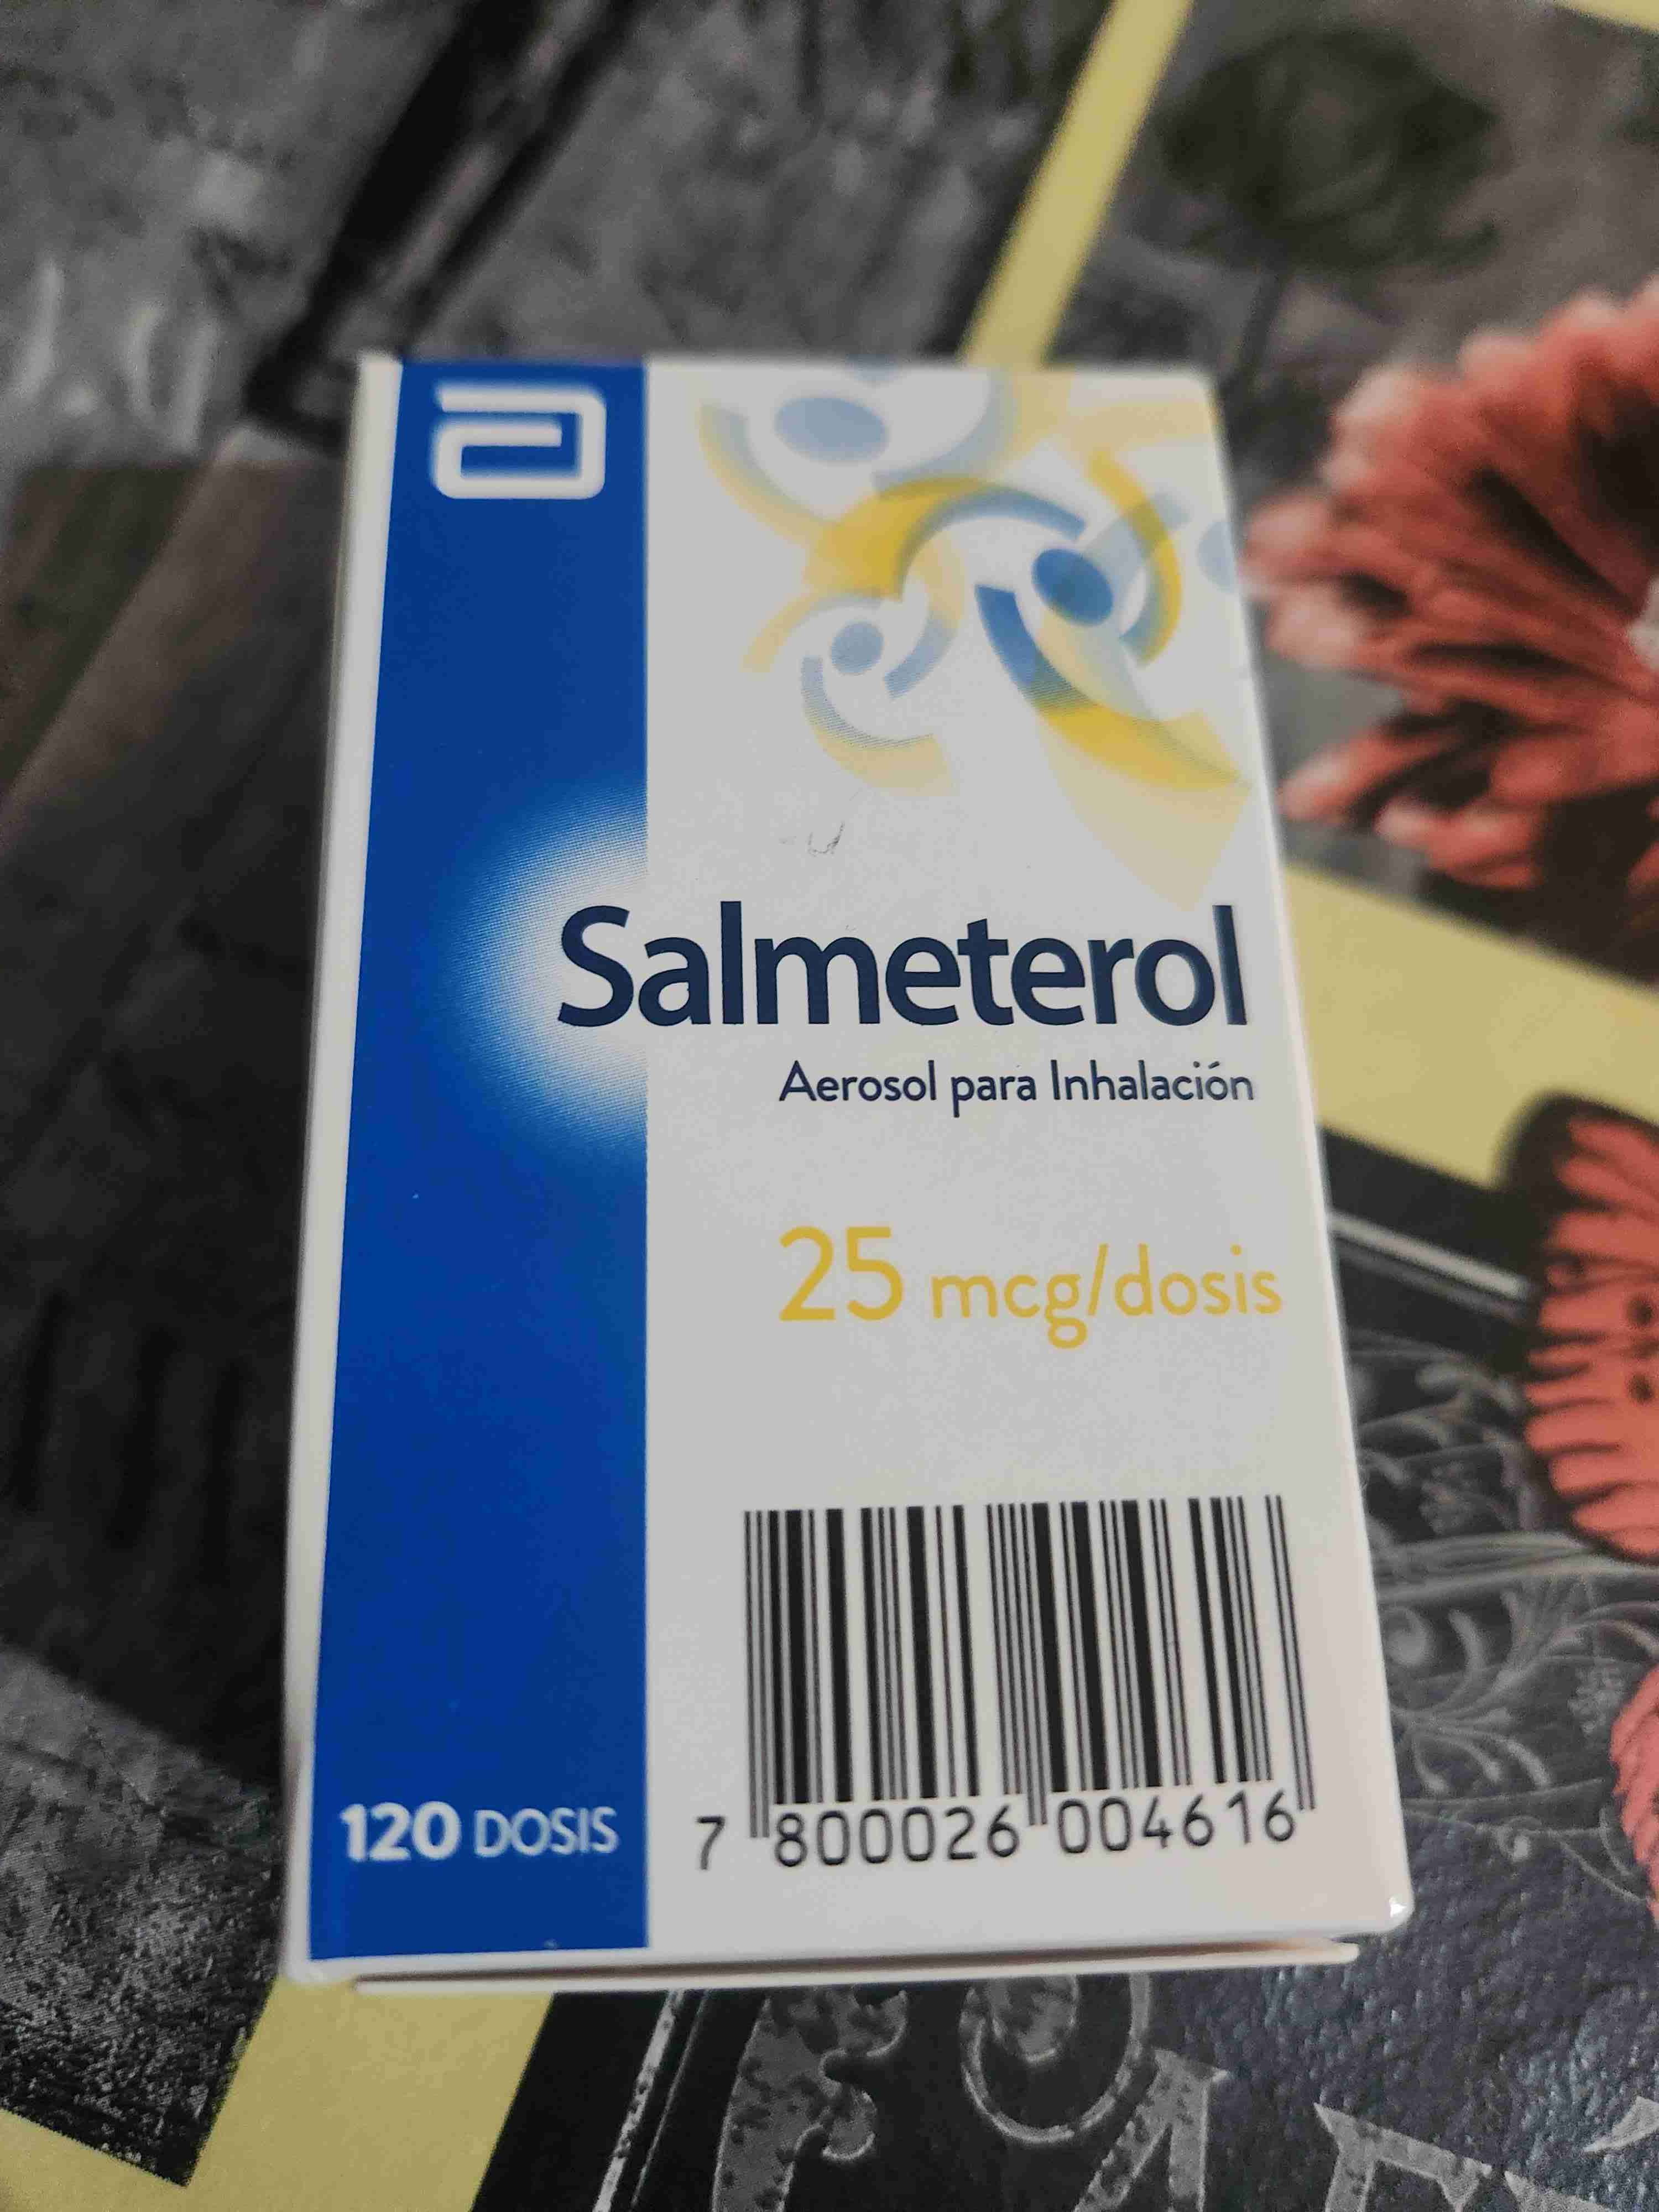 Salmeterol
Aerosol para Inhalación
25 mcg/dosis
120 DOSIS
7 800026 004616